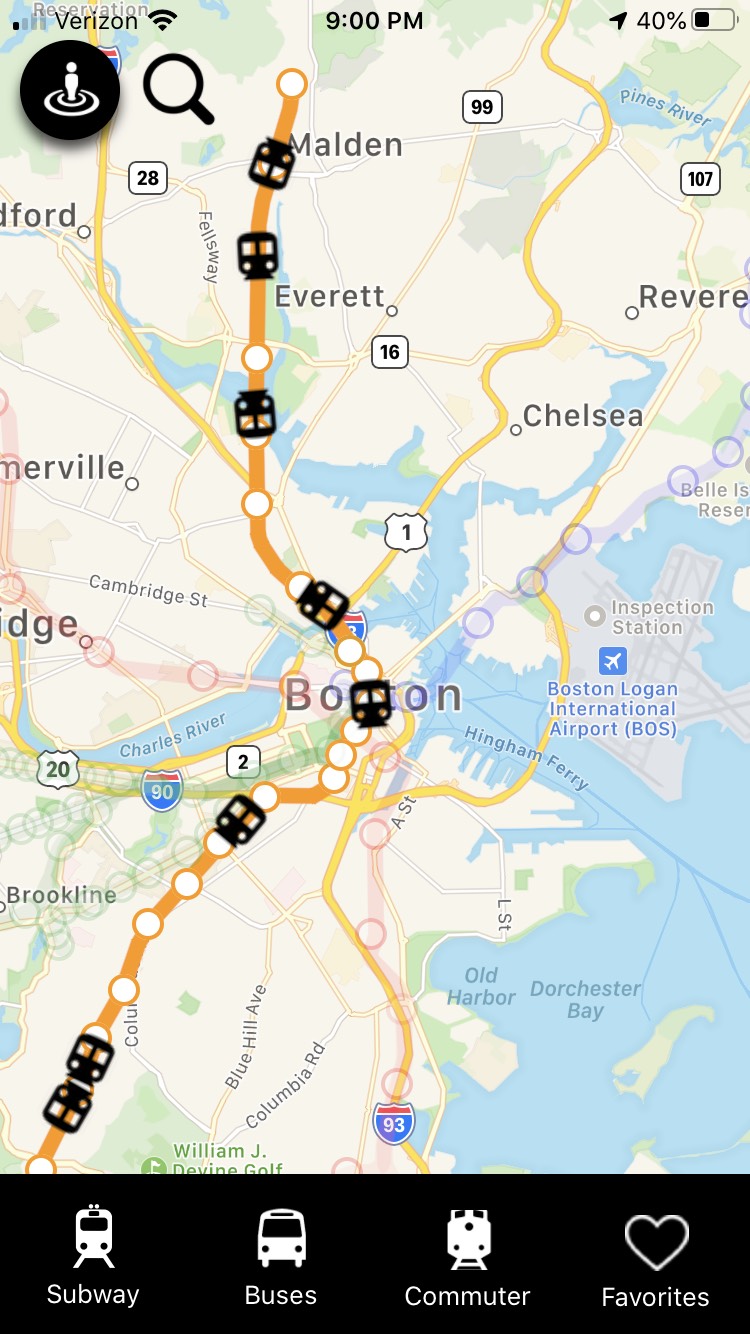 Reservation
Verizon
9:00 PM
40%
99
Pines River
Malden
28
107
dford
Fellsway
Everett
Revere
16
Chelsea
merville
Belle Is
Reser
1
Cambridge St
Inspection
Station
idge
Boston
Boston Logan
International
Airport (BOS)
Charles River
Hingham Ferry
20
2
90
A St
Brookline
L St
Old
Harbor
Dorchester
Bay
Colu
Blue Hill Ave
Columbia Rd
93
William J.
Devine Golf
Subway
Buses
Commuter
Favorites